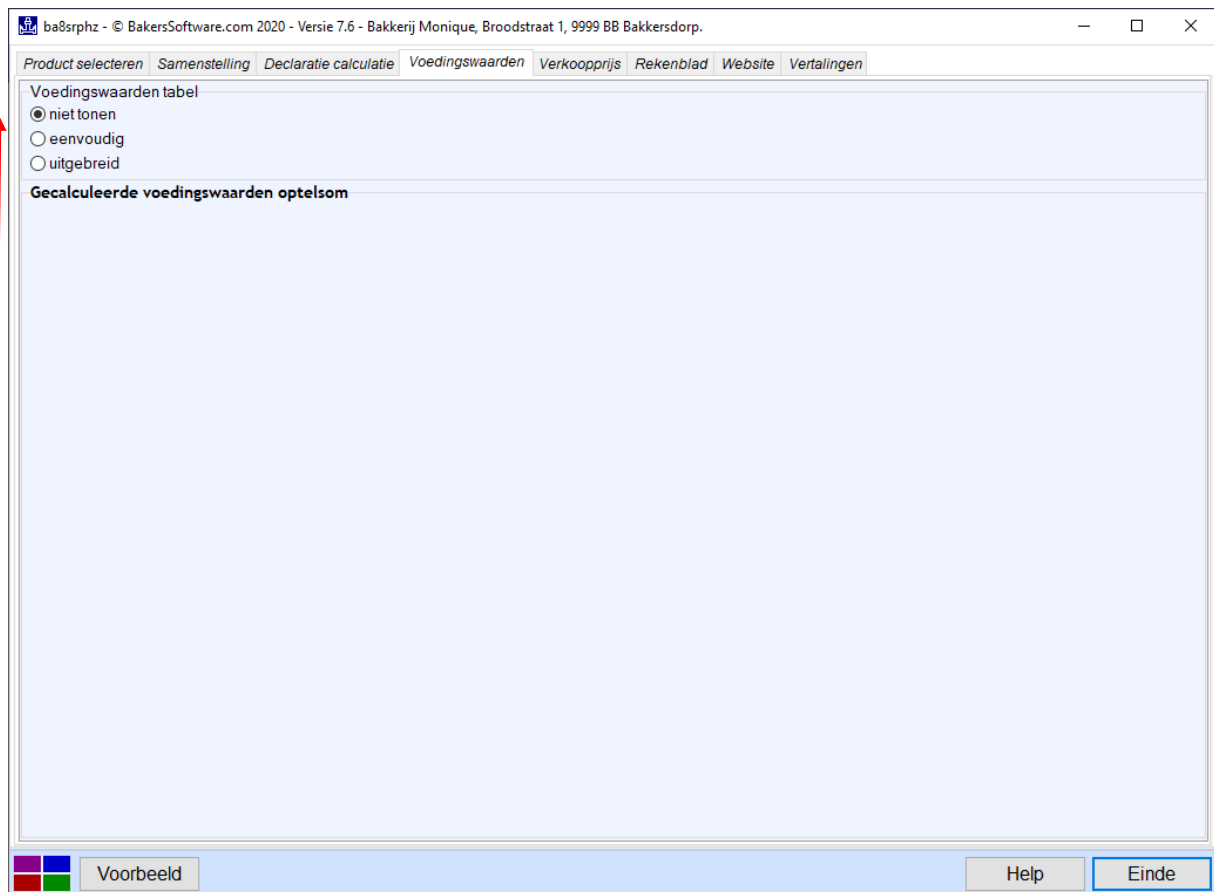 ba8srphz - © BakersSoftware.com 2020 - Versie 7.6 - Bakkerij Monique, Broodstraat 1, 9999 BB Bakkersdorp.
Product selecteren Samenstelling Declaratie calculatie Voedingswaarden Verkoopprijs Rekenblad Website Vertalingen
Voedingswaarden tabel
niet tonen
eenvoudig
uitgebreid
Gecalculeerde voedingswaarden optelsom
Voorbeeld Help Einde